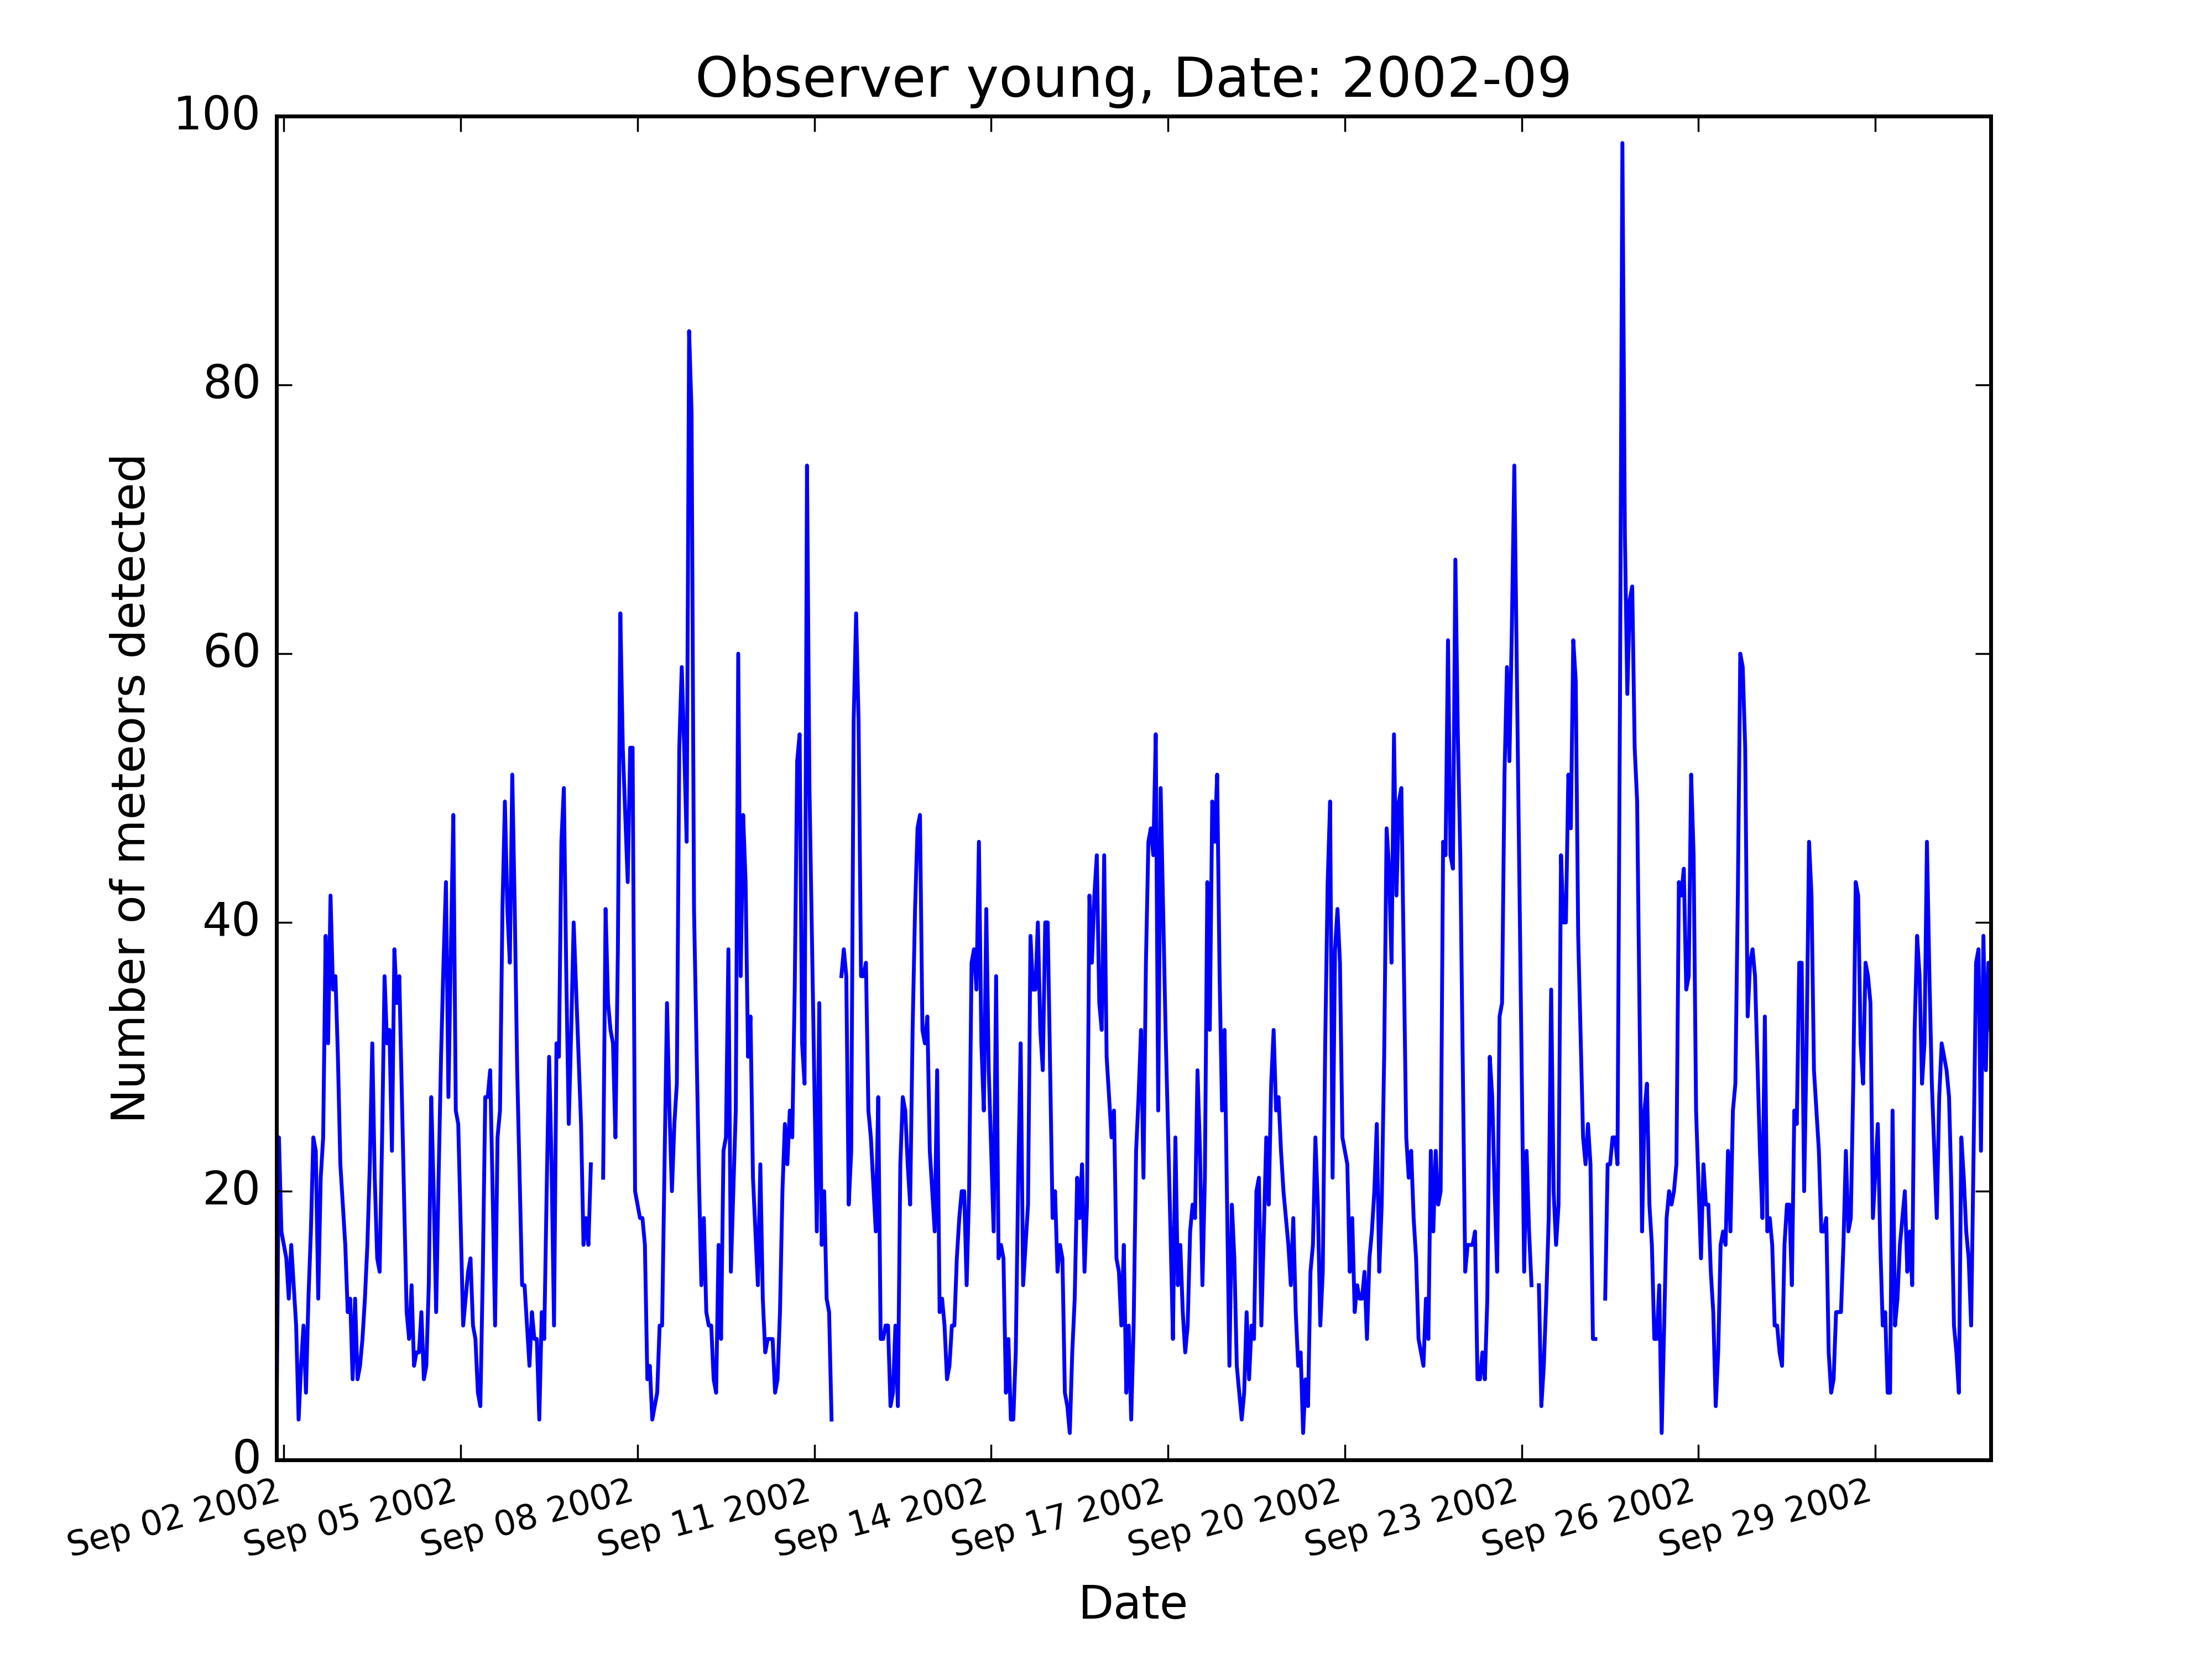 Observer young, Date: 2002-09
100
80
60
40
20
0
Number of meteors detected
Sep 02 2002
Sep 05 2002
Sep 08 2002
Sep 11 2002
Sep 14 2002
Sep 17 2002
Sep 20 2002
Sep 23 2002
Sep 26 2002
Sep 29 2002
Date